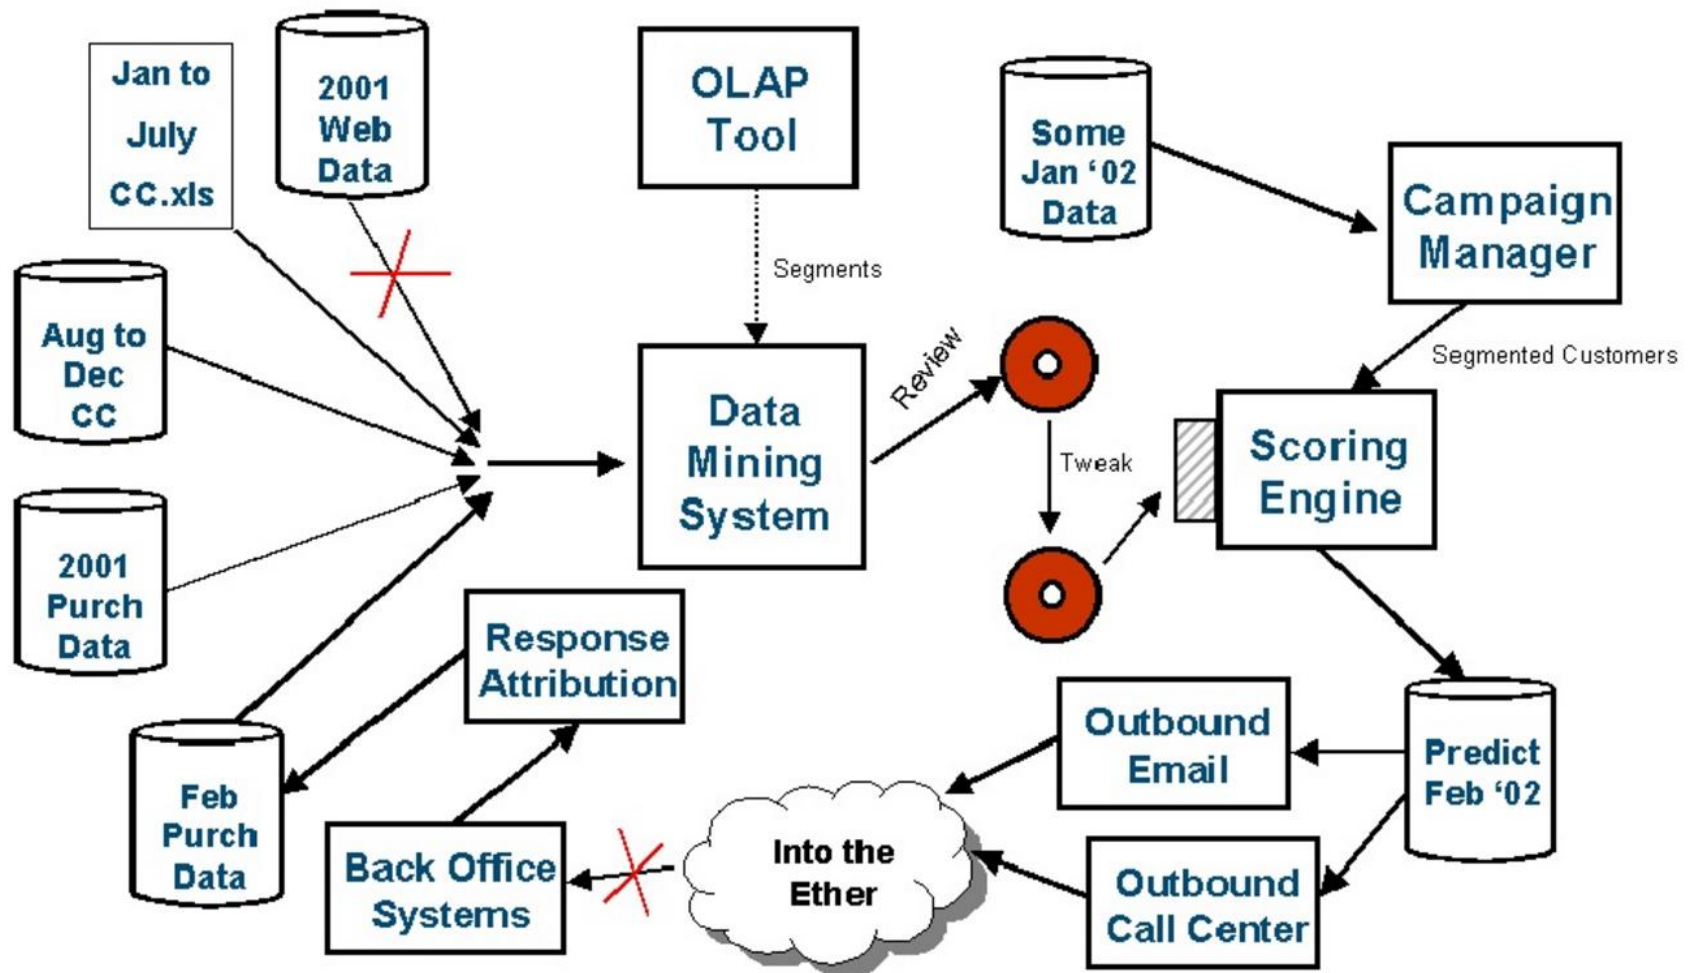 Jan to
July
CC.xls
2001
Web
Data
OLAP
Tool
Some
Jan ‘02
Data
Campaign
Manager
Segments
Segmented Customers
Aug to
Dec
CC
Data
Mining
System
Review
Tweak
Scoring
Engine
2001
Purch
Data
Response
Attribution
Feb
Purch
Data
Back Office
Systems
Into the
Ether
Outbound
Email
Outbound
Call Center
Predict
Feb ‘02